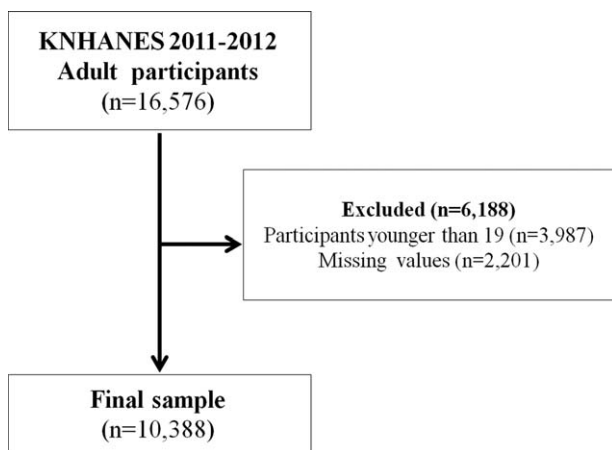 KNHANES 2011-2012
Adult participants
(n=16,576)
Excluded (n=6,188)
Participants younger than 19 (n=3,987)
Missing values (n=2,201)
Final sample
(n=10,388)